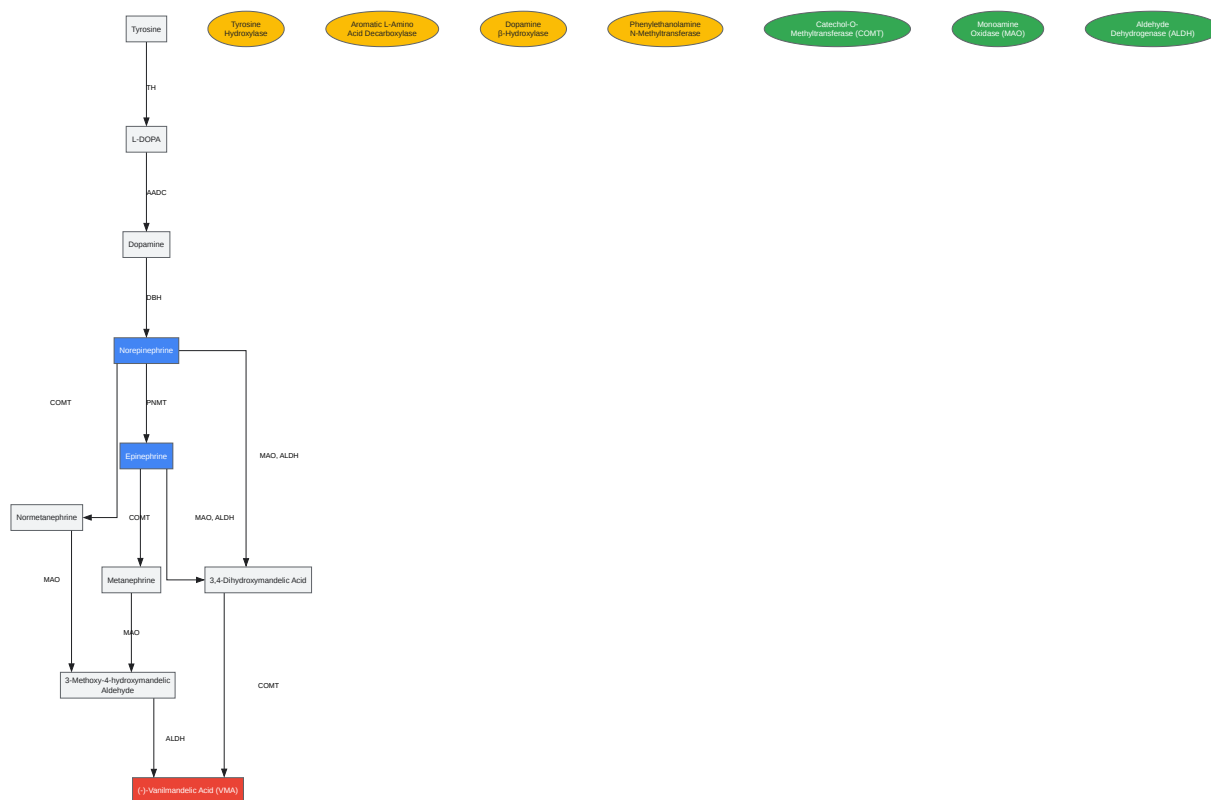 Tyrosine
Tyrosine
Hydroxylase
Aromatic L-Amino
Acid Decarboxylase
Dopamine
β-Hydroxylase
Phenylethanolamine
N-Methyltransferase
Catechol-O-
Methyltransferase (COMT)
Monoamine
Oxidase (MAO)
Aldehyde
Dehydrogenase (ALDH)
TH
L-DOPA
AADC
Dopamine
DBH
Norepinephrine
COMT
PNMT
Epinephrine
MAO, ALDH
Normetanephrine
COMT
MAO, ALDH
MAO
Metanephrine
3,4-Dihydroxymandelic Acid
MAO
3-Methoxy-4-hydroxymandelic
Aldehyde
COMT
ALDH
(-)-Vanilmandelic Acid (VMA)